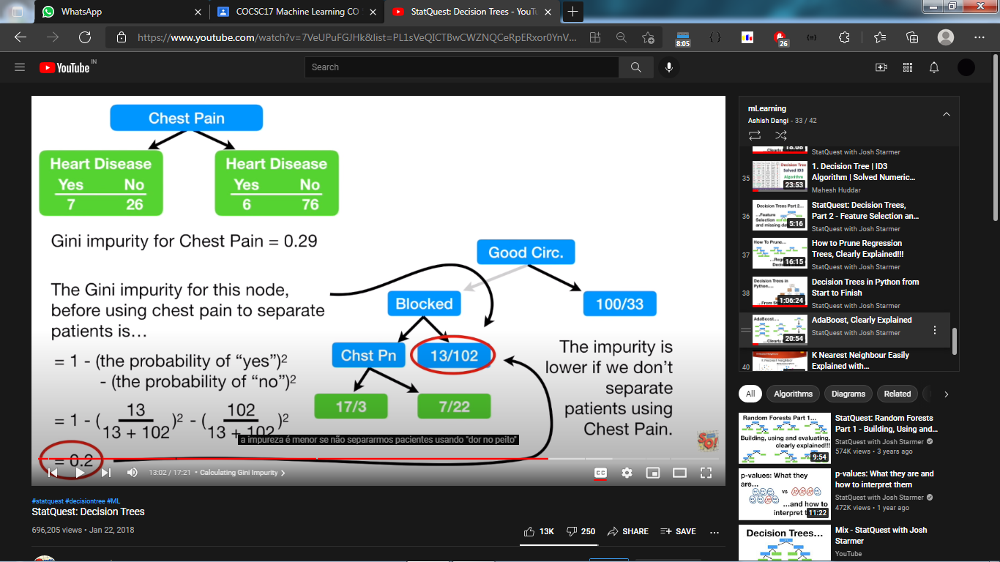 WhatsApp
COCSC17 Machine Learning CO
StatQuest: Decision Trees - YouTu
https://www.youtube.com/watch?v=7VeUPuFGJHk&list=PL1sVeQICTBwCWZNQCeRpERxor0YnV...
8:05
26
YouTube IN
Search
Chest Pain
Heart Disease
Yes No
7 26
Heart Disease
Yes No
6 76
Gini impurity for Chest Pain = 0.29
The Gini impurity for this node,
before using chest pain to separate
patients is…
= 1 - (the probability of “yes”)²
- (the probability of “no”)²
= 1 - (13 / 13 + 102)² - (102 / 13 + 102)²
= 0.2
Good Circ.
Blocked
100/33
Chst Pn
13/102
17/3
7/22
The impurity is
lower if we don’t
separate
patients using
Chest Pain.
SQ!
a impureza é menor se não separarmos pacientes usando "dor no peito"
13:02 / 17:21 • Calculating Gini Impurity
CC
#statquest #decisiontree #ML
StatQuest: Decision Trees
696,205 views • Jan 22, 2018
13K
250
SHARE
SAVE
mLearning
Ashish Dangi - 33 / 42
18:08
StatQuest with Josh Starmer
35
Decision Tree
Solved ID3
Algorithm
23:53
1. Decision Tree | ID3
Algorithm | Solved Numeric...
Mahesh Huddar
36
Decision Trees Part 2…
…Feature
Selection
and missing da
5:16
StatQuest: Decision Trees,
Part 2 - Feature Selection an...
StatQuest with Josh Starmer
37
How To Prune…
16:15
How to Prune Regression
Trees, Clearly Explained!!!
StatQuest with Josh Starmer
38
Decision Trees in
Python….
1:06:24
Decision Trees in Python from
Start to Finish
StatQuest with Josh Starmer
AdaBoost….
20:54
AdaBoost, Clearly Explained
StatQuest with Josh Starmer
40
K Nearest Neighbour Easily
Explained with...
All
Algorithms
Diagrams
Related
Random Forests Part 1…
Building, using and evaluating,
clearly explained!!!
9:54
StatQuest: Random Forests
Part 1 - Building, Using and...
StatQuest with Josh Starmer
574K views • 3 years ago
p-values: What they
are…
vs
…and how to
interpret t
11:22
p-values: What they are and
how to interpret them
StatQuest with Josh Starmer
472K views • 1 year ago
Decision Trees…
Mix - StatQuest with Josh
Starmer
YouTube